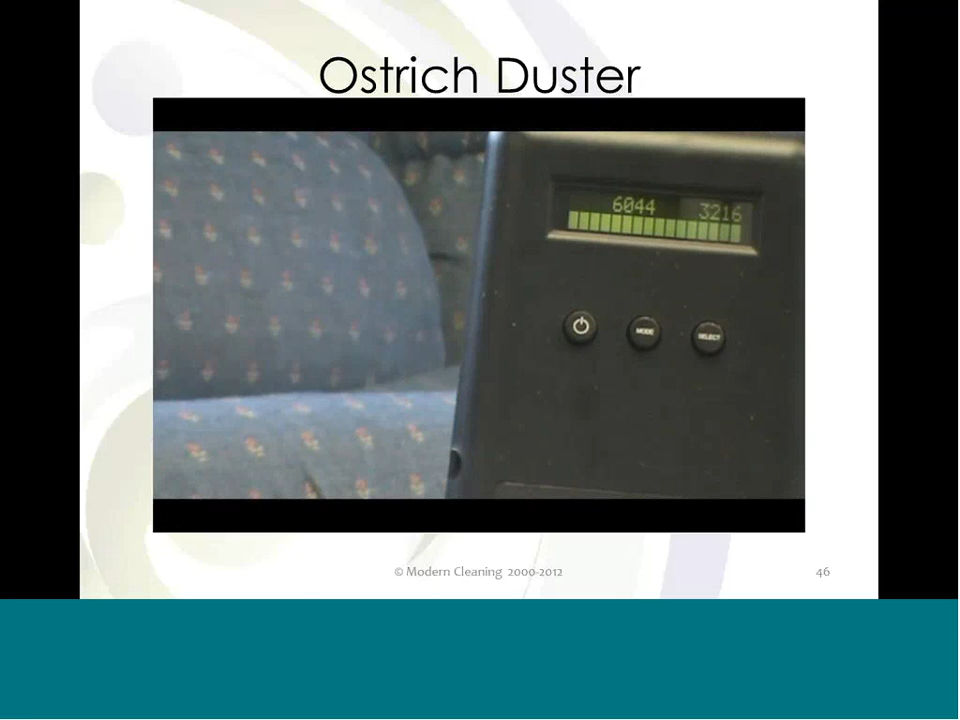 Ostrich Duster
6044 3216
MODE
SELECT
© Modern Cleaning 2000-2012
46